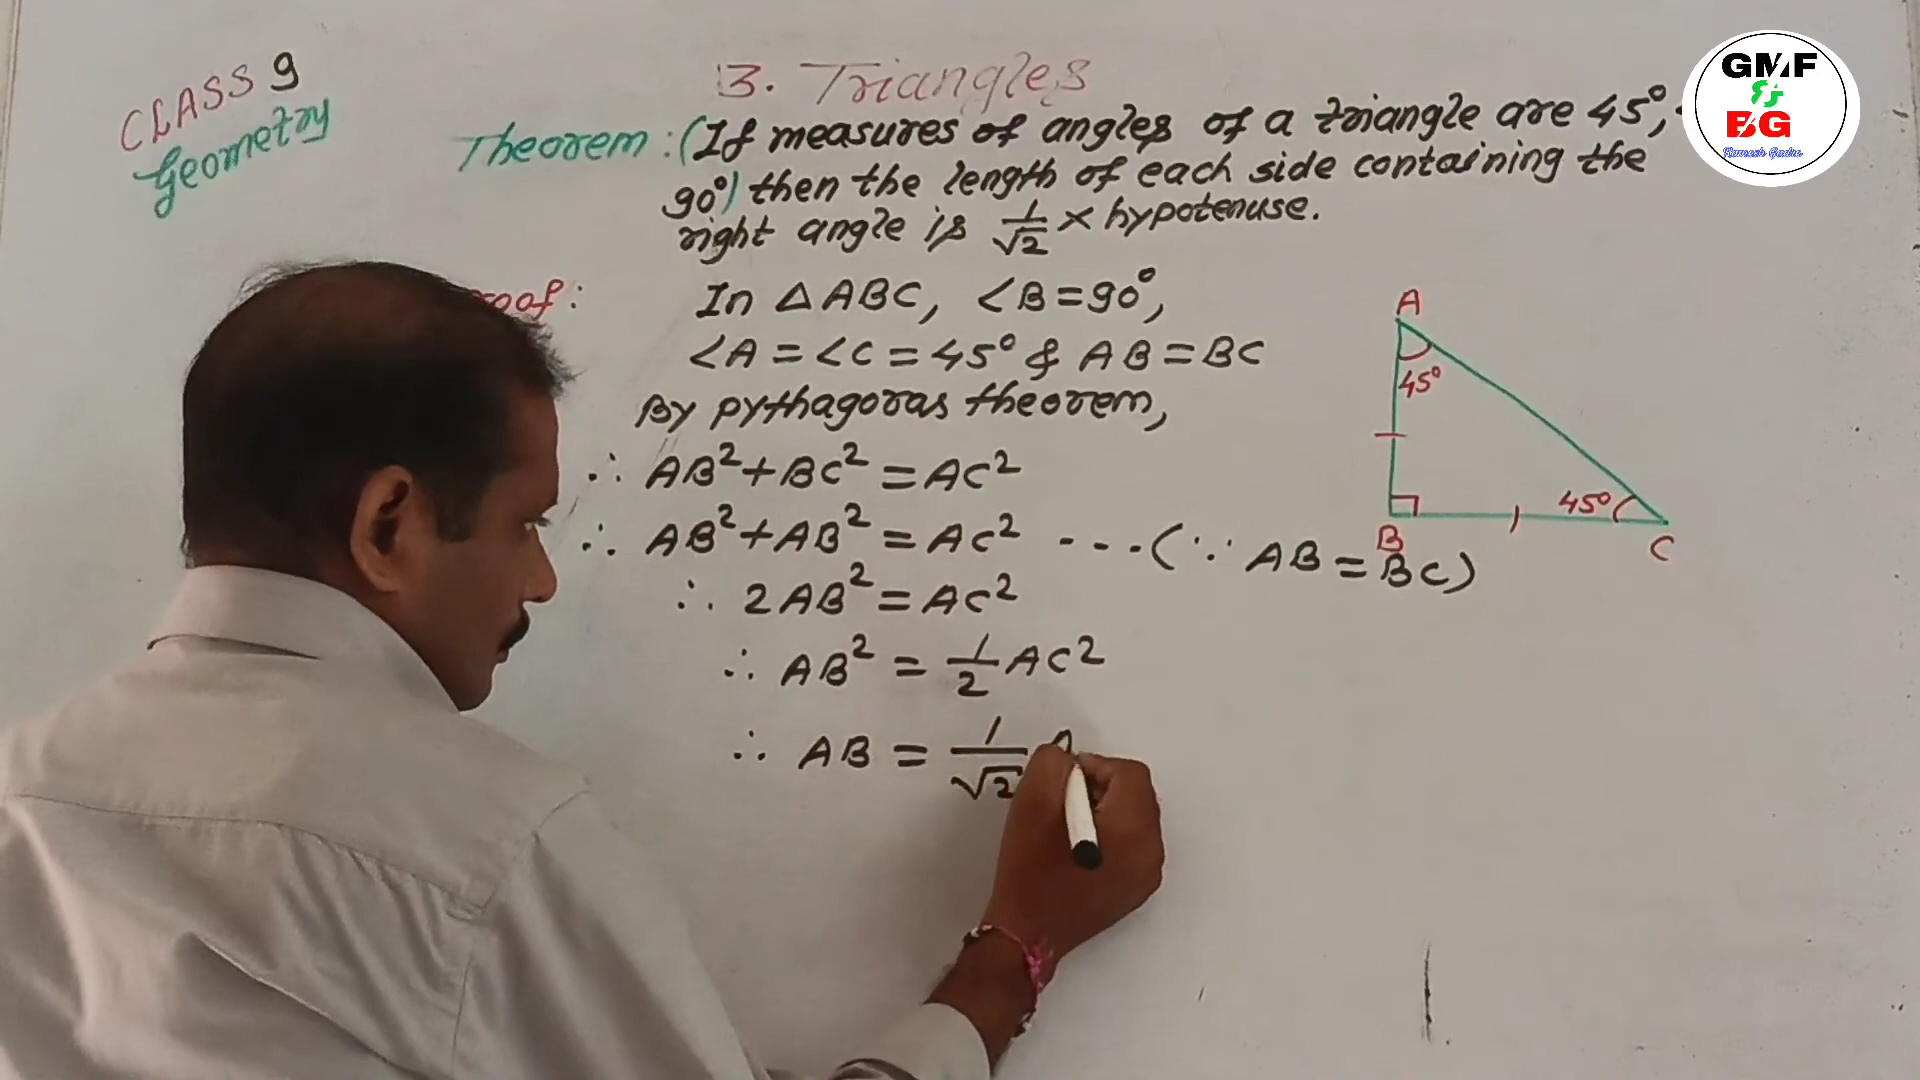 CLASS 9
Geometry
3. Triangles
Theorem: (If measures of angles of a triangle are 45°,
90°) then the length of each side containing the
right angle is 1/√2 × hypotenuse.
oof:
In △ABC, ∠B = 90°,
∠A = ∠C = 45° & AB = BC
By pythagoras theorem,
∴ AB² + BC² = AC²
∴ AB² + AB² = AC² ---(∵ AB = BC)
∴ 2AB² = AC²
∴ AB² = 1/2 AC²
∴ AB = 1/√2 A
A
45°
45°
B
C
GMF
&
BG
Ramesh Gadhe